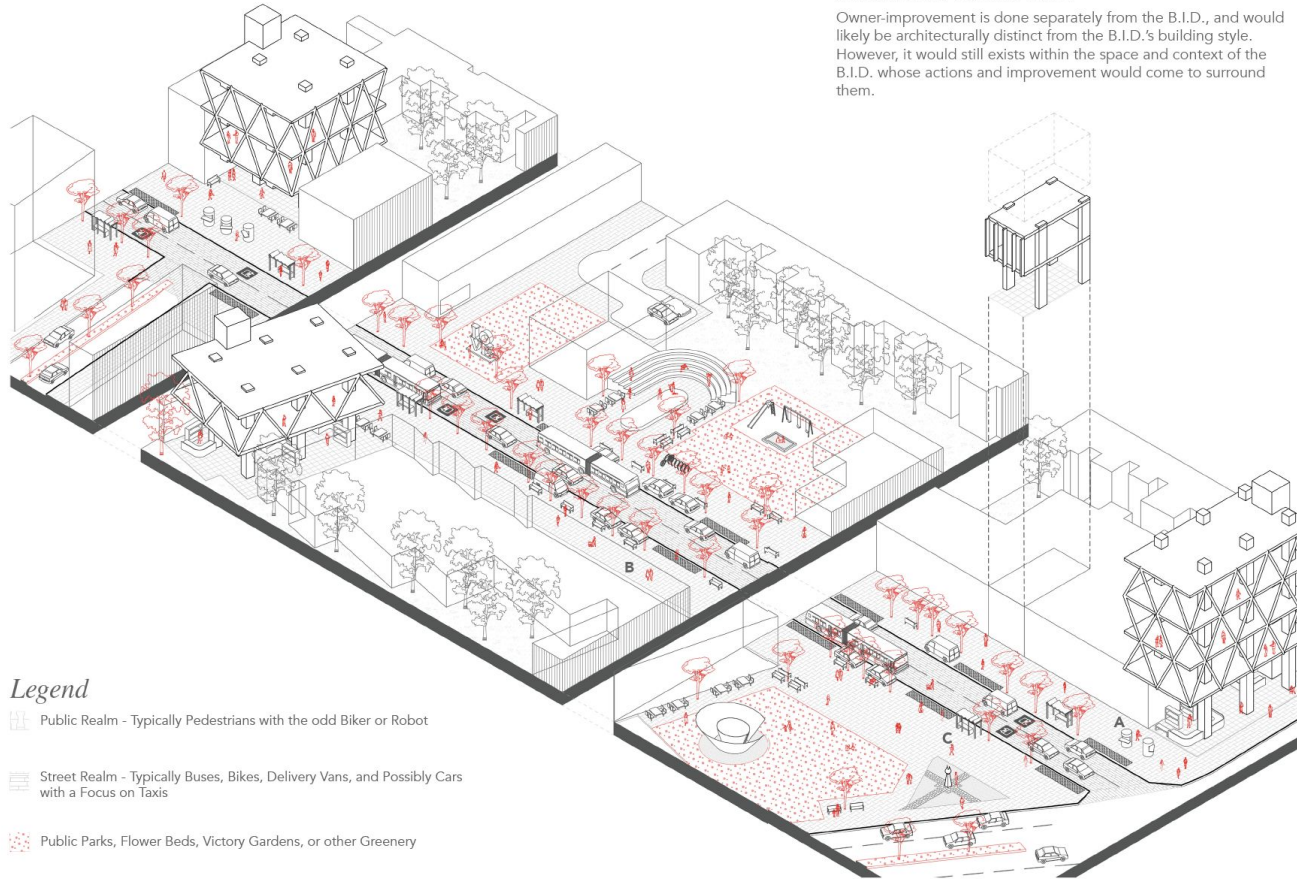 Owner-improvement is done separately from the B.I.D., and would
likely be architecturally distinct from the B.I.D.'s building style.
However, it would still exists within the space and context of the
B.I.D. whose actions and improvement would come to surround
them.
B
A
C
Legend
Public Realm - Typically Pedestrians with the odd Biker or Robot
Street Realm - Typically Buses, Bikes, Delivery Vans, and Possibly Cars
with a Focus on Taxis
Public Parks, Flower Beds, Victory Gardens, or other Greenery